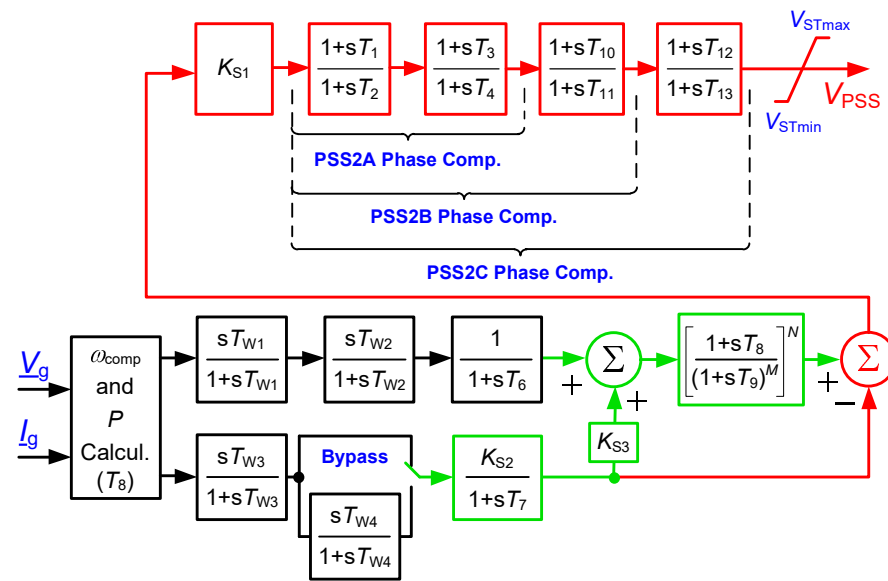 V_STmax
K_S1
1+sT_1
1+sT_2
1+sT_3
1+sT_4
1+sT_10
1+sT_11
1+sT_12
1+sT_13
V_PSS
V_STmin
PSS2A Phase Comp.
PSS2B Phase Comp.
PSS2C Phase Comp.
V_g
I_g
ω_comp
and
P
Calcul.
(T_8)
sT_W1
1+sT_W1
sT_W2
1+sT_W2
1
1+sT_6
+
Σ
+
[1+sT_8
(1+sT_9)^M]^N
+
Σ
−
K_S3
sT_W3
1+sT_W3
Bypass
sT_W4
1+sT_W4
K_S2
1+sT_7